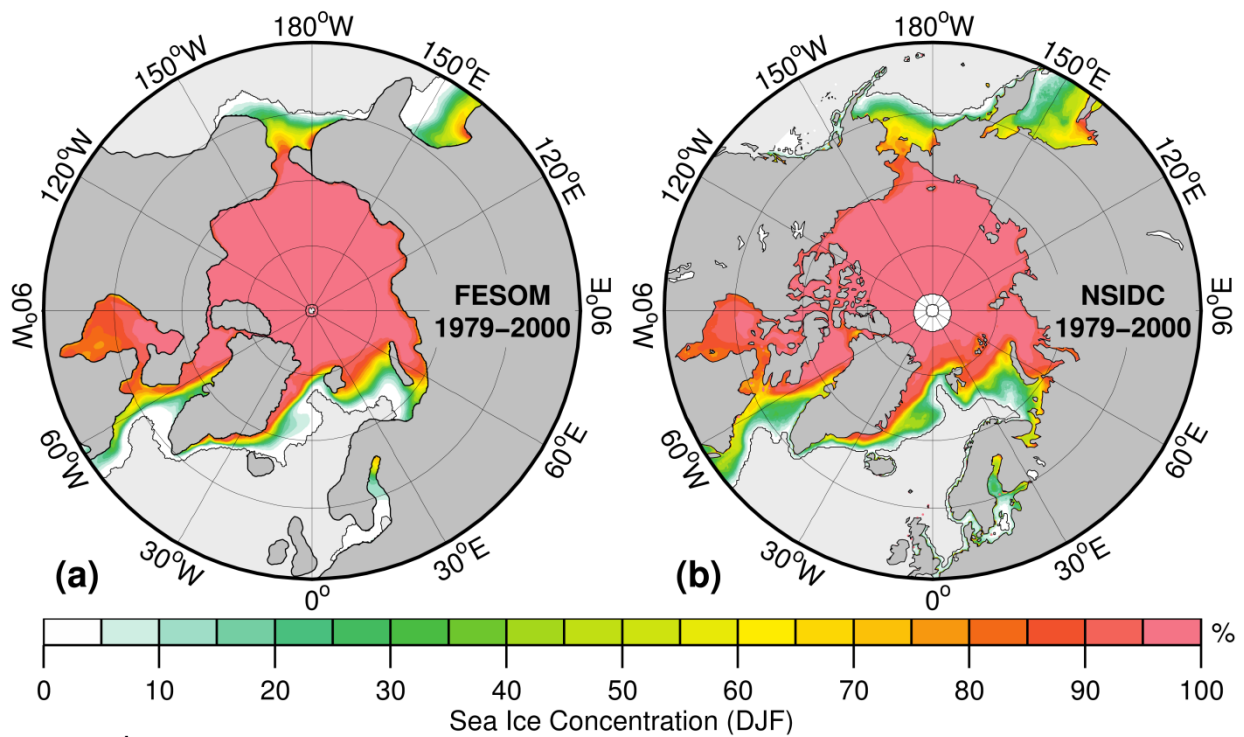 180°W
150°W
150°E
120°W
120°E
90°W
90°E
FESOM
1979–2000
60°W
60°E
30°W
30°E
0°
(a)
180°W
150°W
150°E
120°W
120°E
90°W
90°E
NSIDC
1979–2000
60°W
60°E
30°W
30°E
0°
(b)
%
0 10 20 30 40 50 60 70 80 90 100
Sea Ice Concentration (DJF)